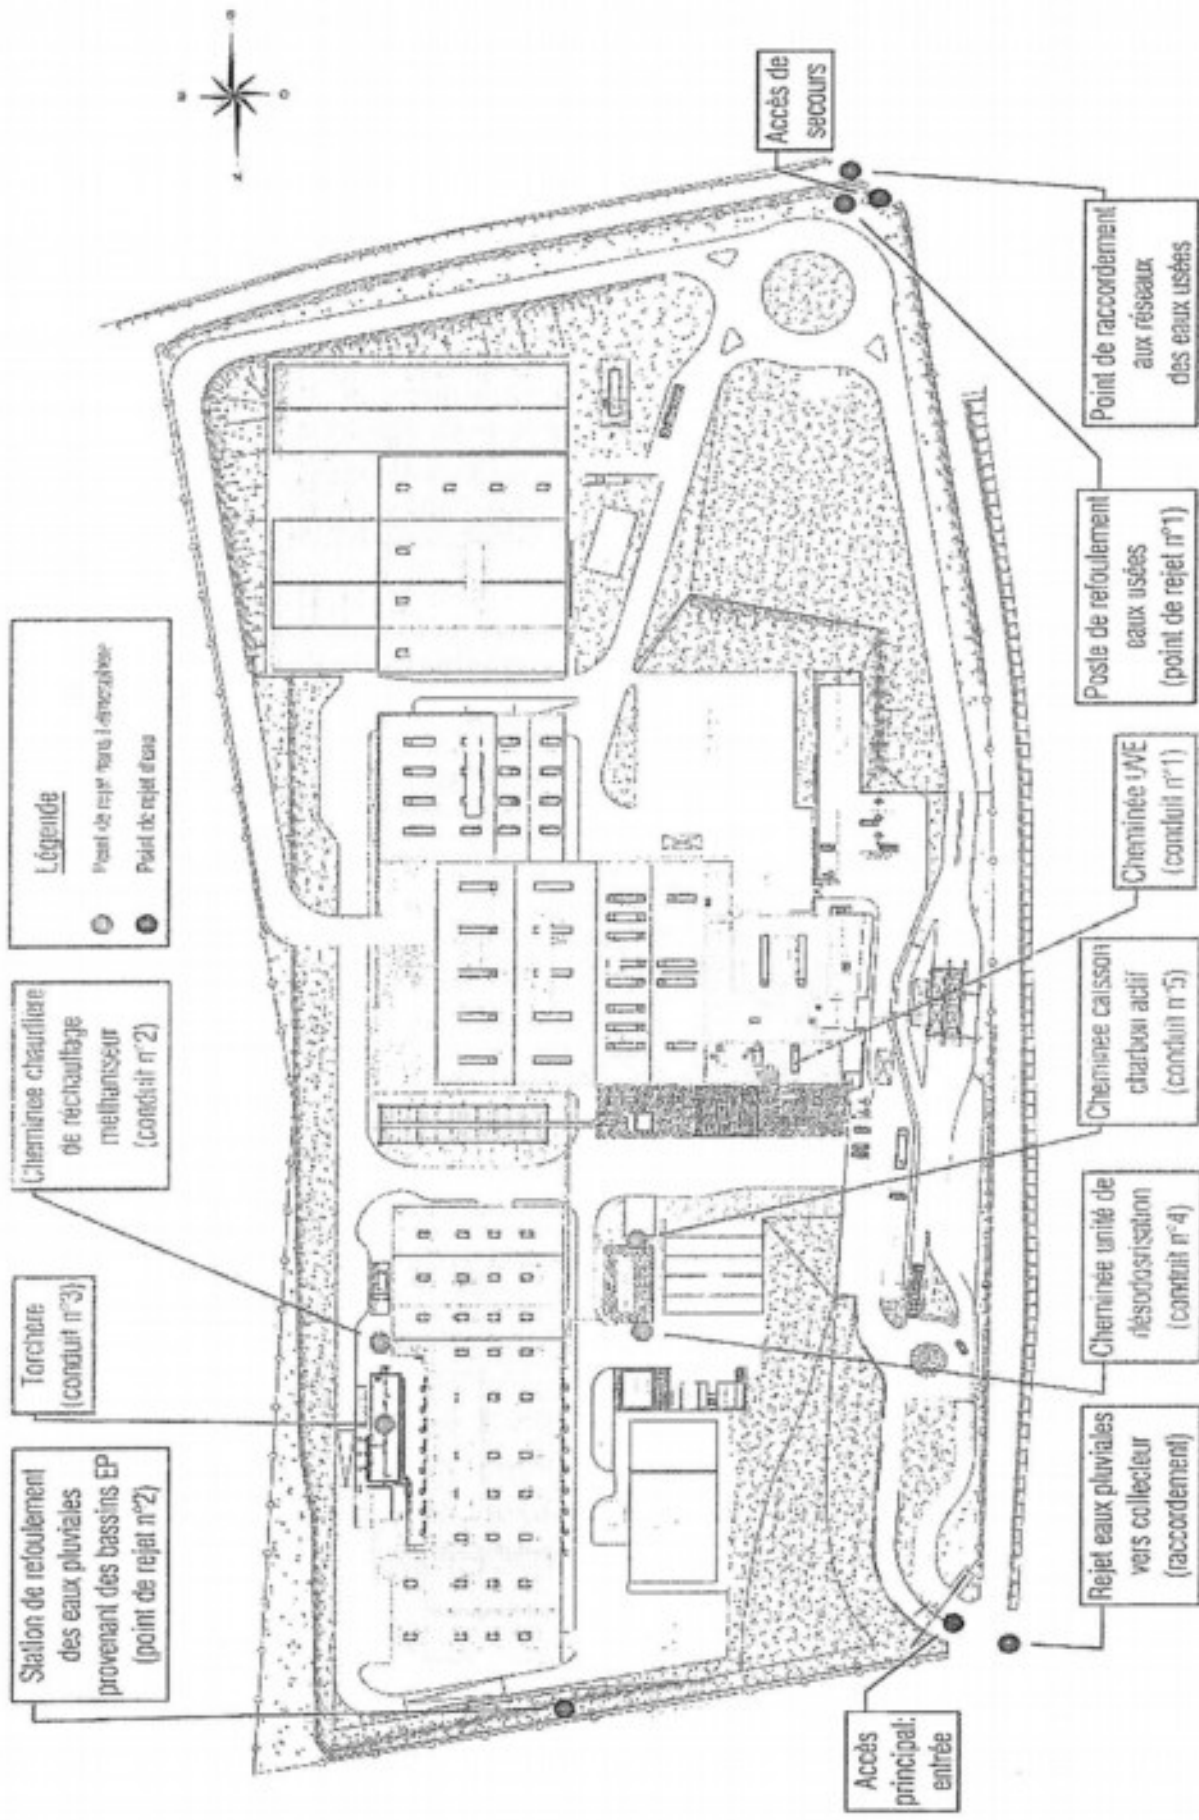 Station de refoulement
des eaux pluviales
provenant des bassins EP
(point de rejet n°2)
Torchère
(conduit n°3)
Cheminée chaudière
de réchauffage
méthaniseur
(conduit n°2)
Légende
Point de rejet dans l'atmosphère
Point de rejet d'eau
N
S
E
O
Accès de
secours
Accès
principal:
entrée
Rejet eaux pluviales
vers collecteur
(raccordement)
Cheminée unité de
désodorisation
(conduit n°4)
Cheminée caisson
charbon actif
(conduit n°5)
Cheminée UVE
(conduit n°1)
Poste de refoulement
eaux usées
(point de rejet n°1)
Point de raccordement
aux réseaux
des eaux usées